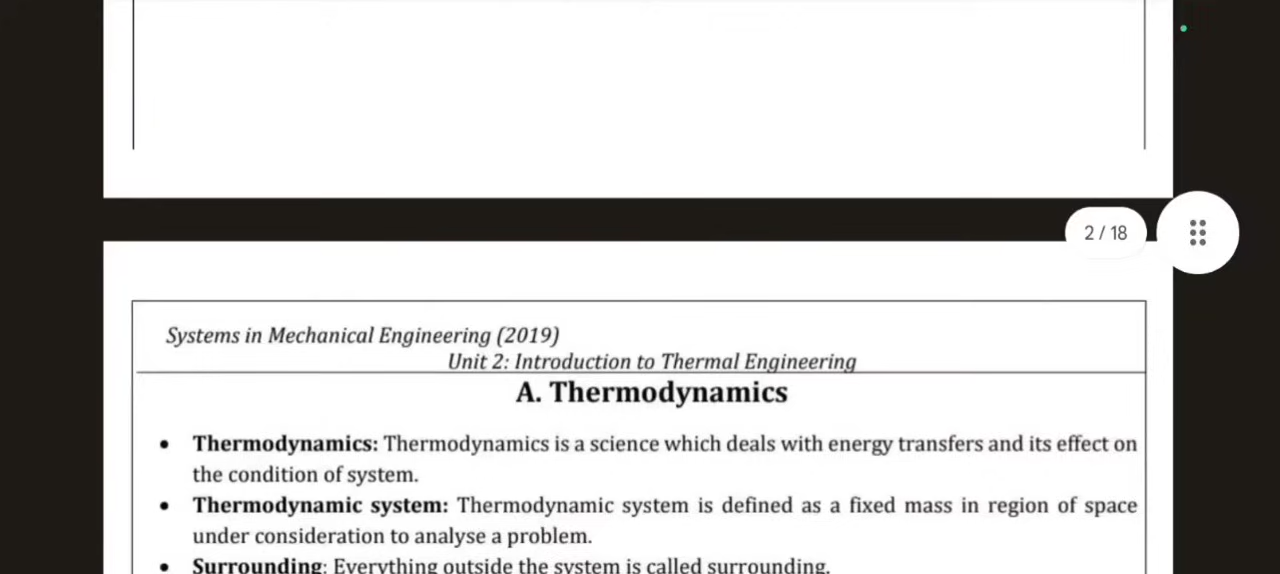 2 / 18
Systems in Mechanical Engineering (2019)
Unit 2: Introduction to Thermal Engineering
A. Thermodynamics
• Thermodynamics: Thermodynamics is a science which deals with energy transfers and its effect on
the condition of system.
• Thermodynamic system: Thermodynamic system is defined as a fixed mass in region of space
under consideration to analyse a problem.
• Surrounding: Everything outside the system is called surrounding.